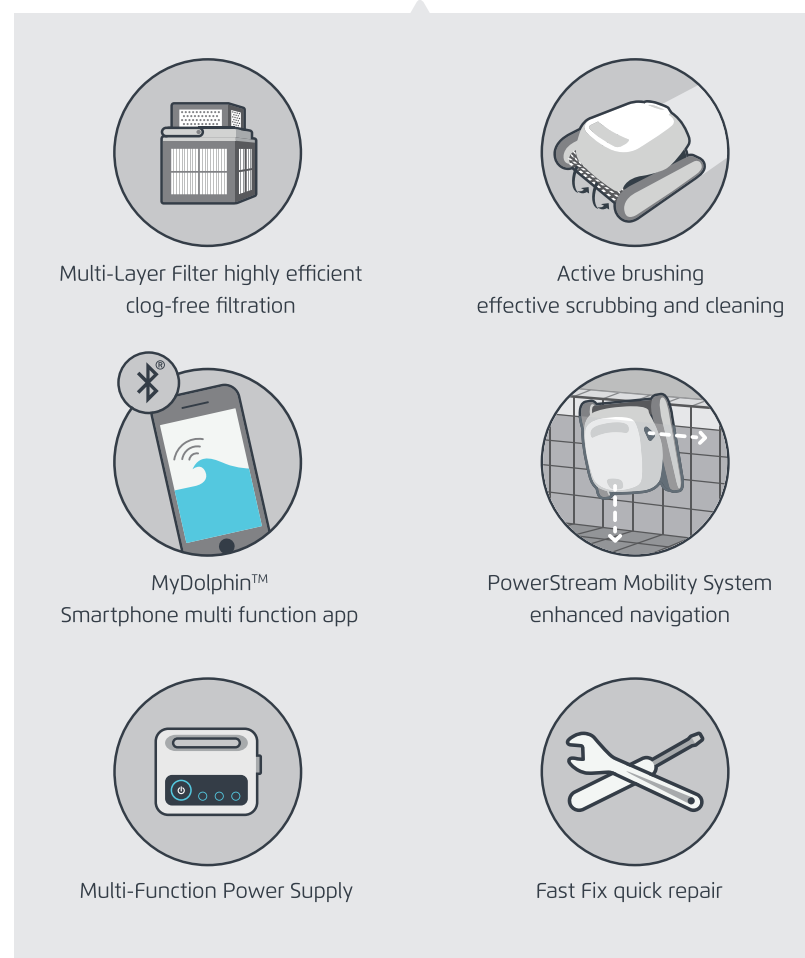 Multi-Layer Filter highly efficient
clog-free filtration
Active brushing
effective scrubbing and cleaning
®
MyDolphin™
Smartphone multi function app
PowerStream Mobility System
enhanced navigation
Multi-Function Power Supply
Fast Fix quick repair